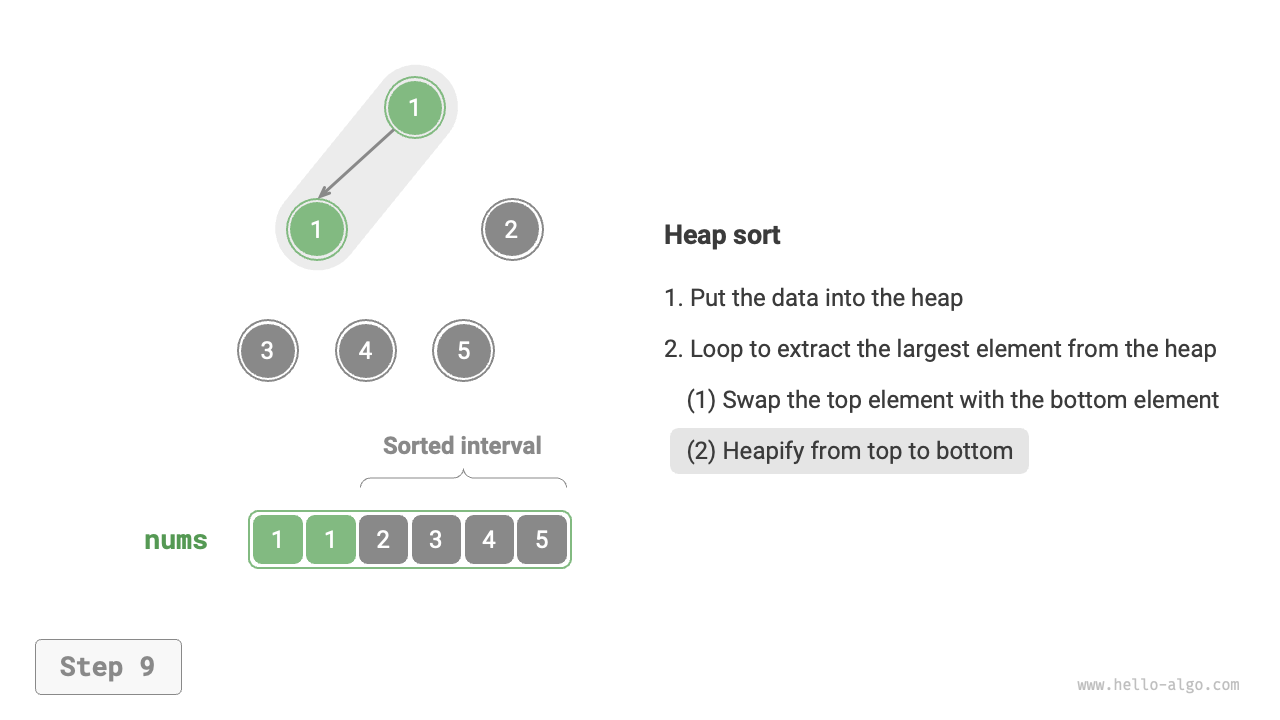 1
1 2
3 4 5
Heap sort
1. Put the data into the heap
2. Loop to extract the largest element from the heap
(1) Swap the top element with the bottom element
(2) Heapify from top to bottom
Sorted interval
nums 1 1 2 3 4 5
Step 9
www.hello-algo.com